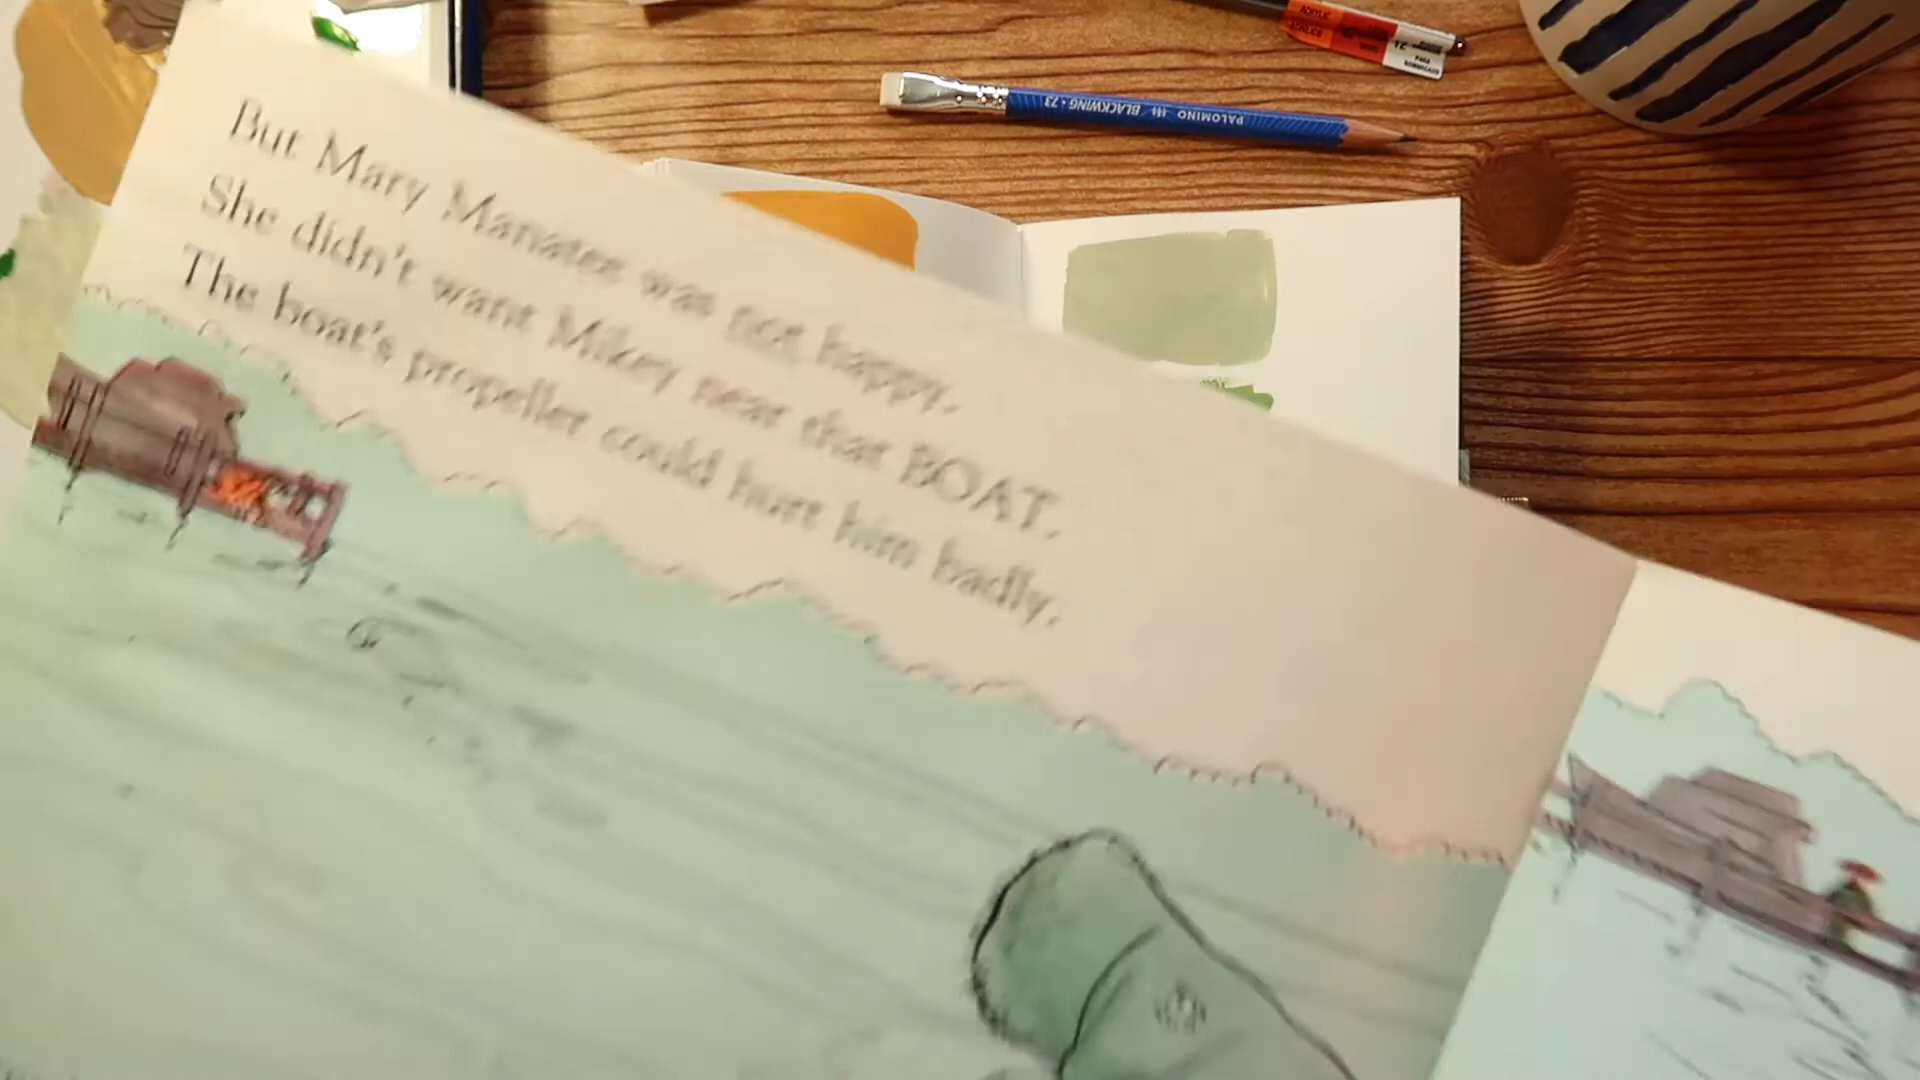 But Mary Manatee was not happy.
She didn't want Mikey near that BOAT.
The boat's propeller could hurt him badly.
PALOMINO BLACKWING • 73